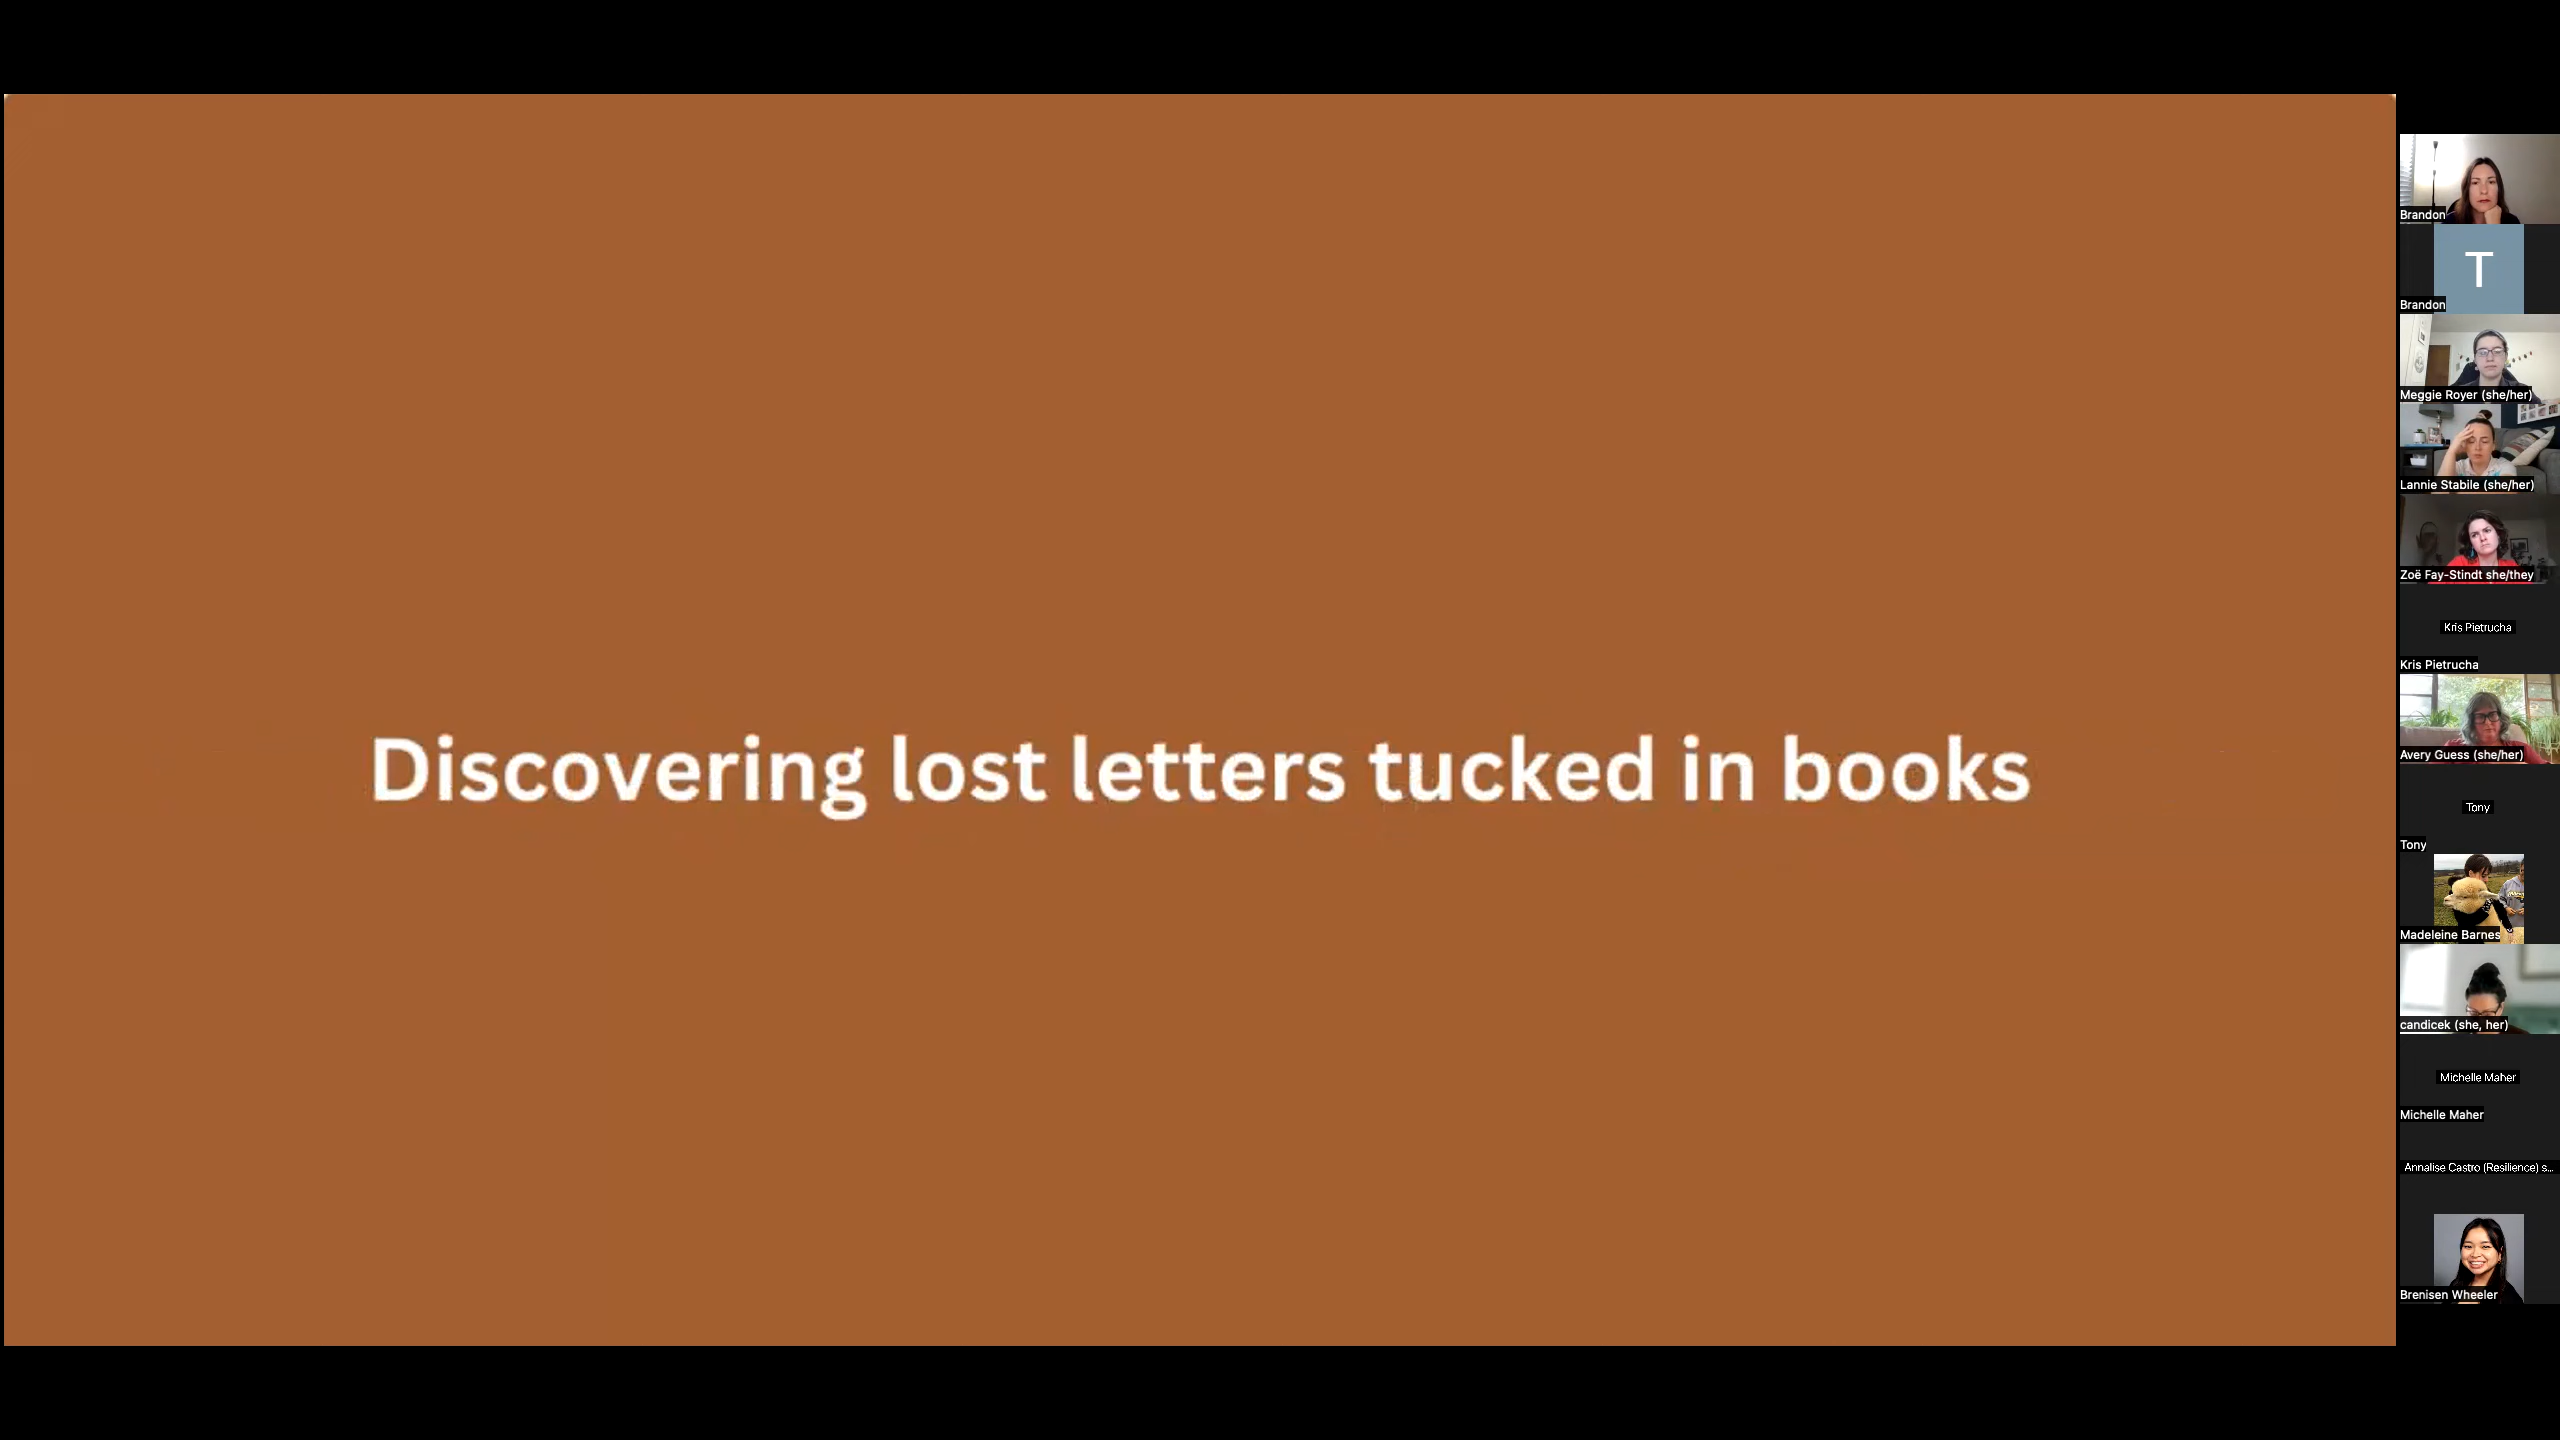 Discovering lost letters tucked in books
Brandon
T
Brandon
Meggie Royer (she/her)
Lannie Stabile (she/her)
Zoë Fay-Stindt she/they
Kris Pietrucha
Kris Pietrucha
Avery Guess (she/her)
Tony
Tony
Madeleine Barnes
candicek (she, her)
Michelle Maher
Michelle Maher
Annalise Castro (Resilience) s...
Brenisen Wheeler